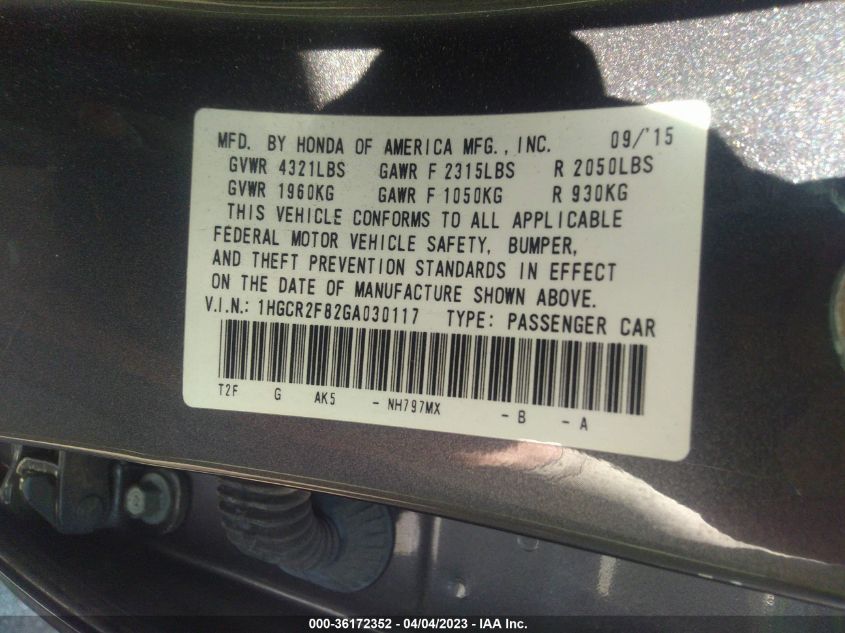 MFD. BY HONDA OF AMERICA MFG., INC. 09/'15
GVWR 4321LBS GAWR F 2315LBS R 2050LBS
GVWR 1960KG GAWR F 1050KG R 930KG
THIS VEHICLE CONFORMS TO ALL APPLICABLE
FEDERAL MOTOR VEHICLE SAFETY, BUMPER,
AND THEFT PREVENTION STANDARDS IN EFFECT
ON THE DATE OF MANUFACTURE SHOWN ABOVE.
V.I.N.: 1HGCR2F82GA030117 TYPE: PASSENGER CAR
T2F G AK5 - NH797MX - B - A
000-36172352 - 04/04/2023 - IAA Inc.